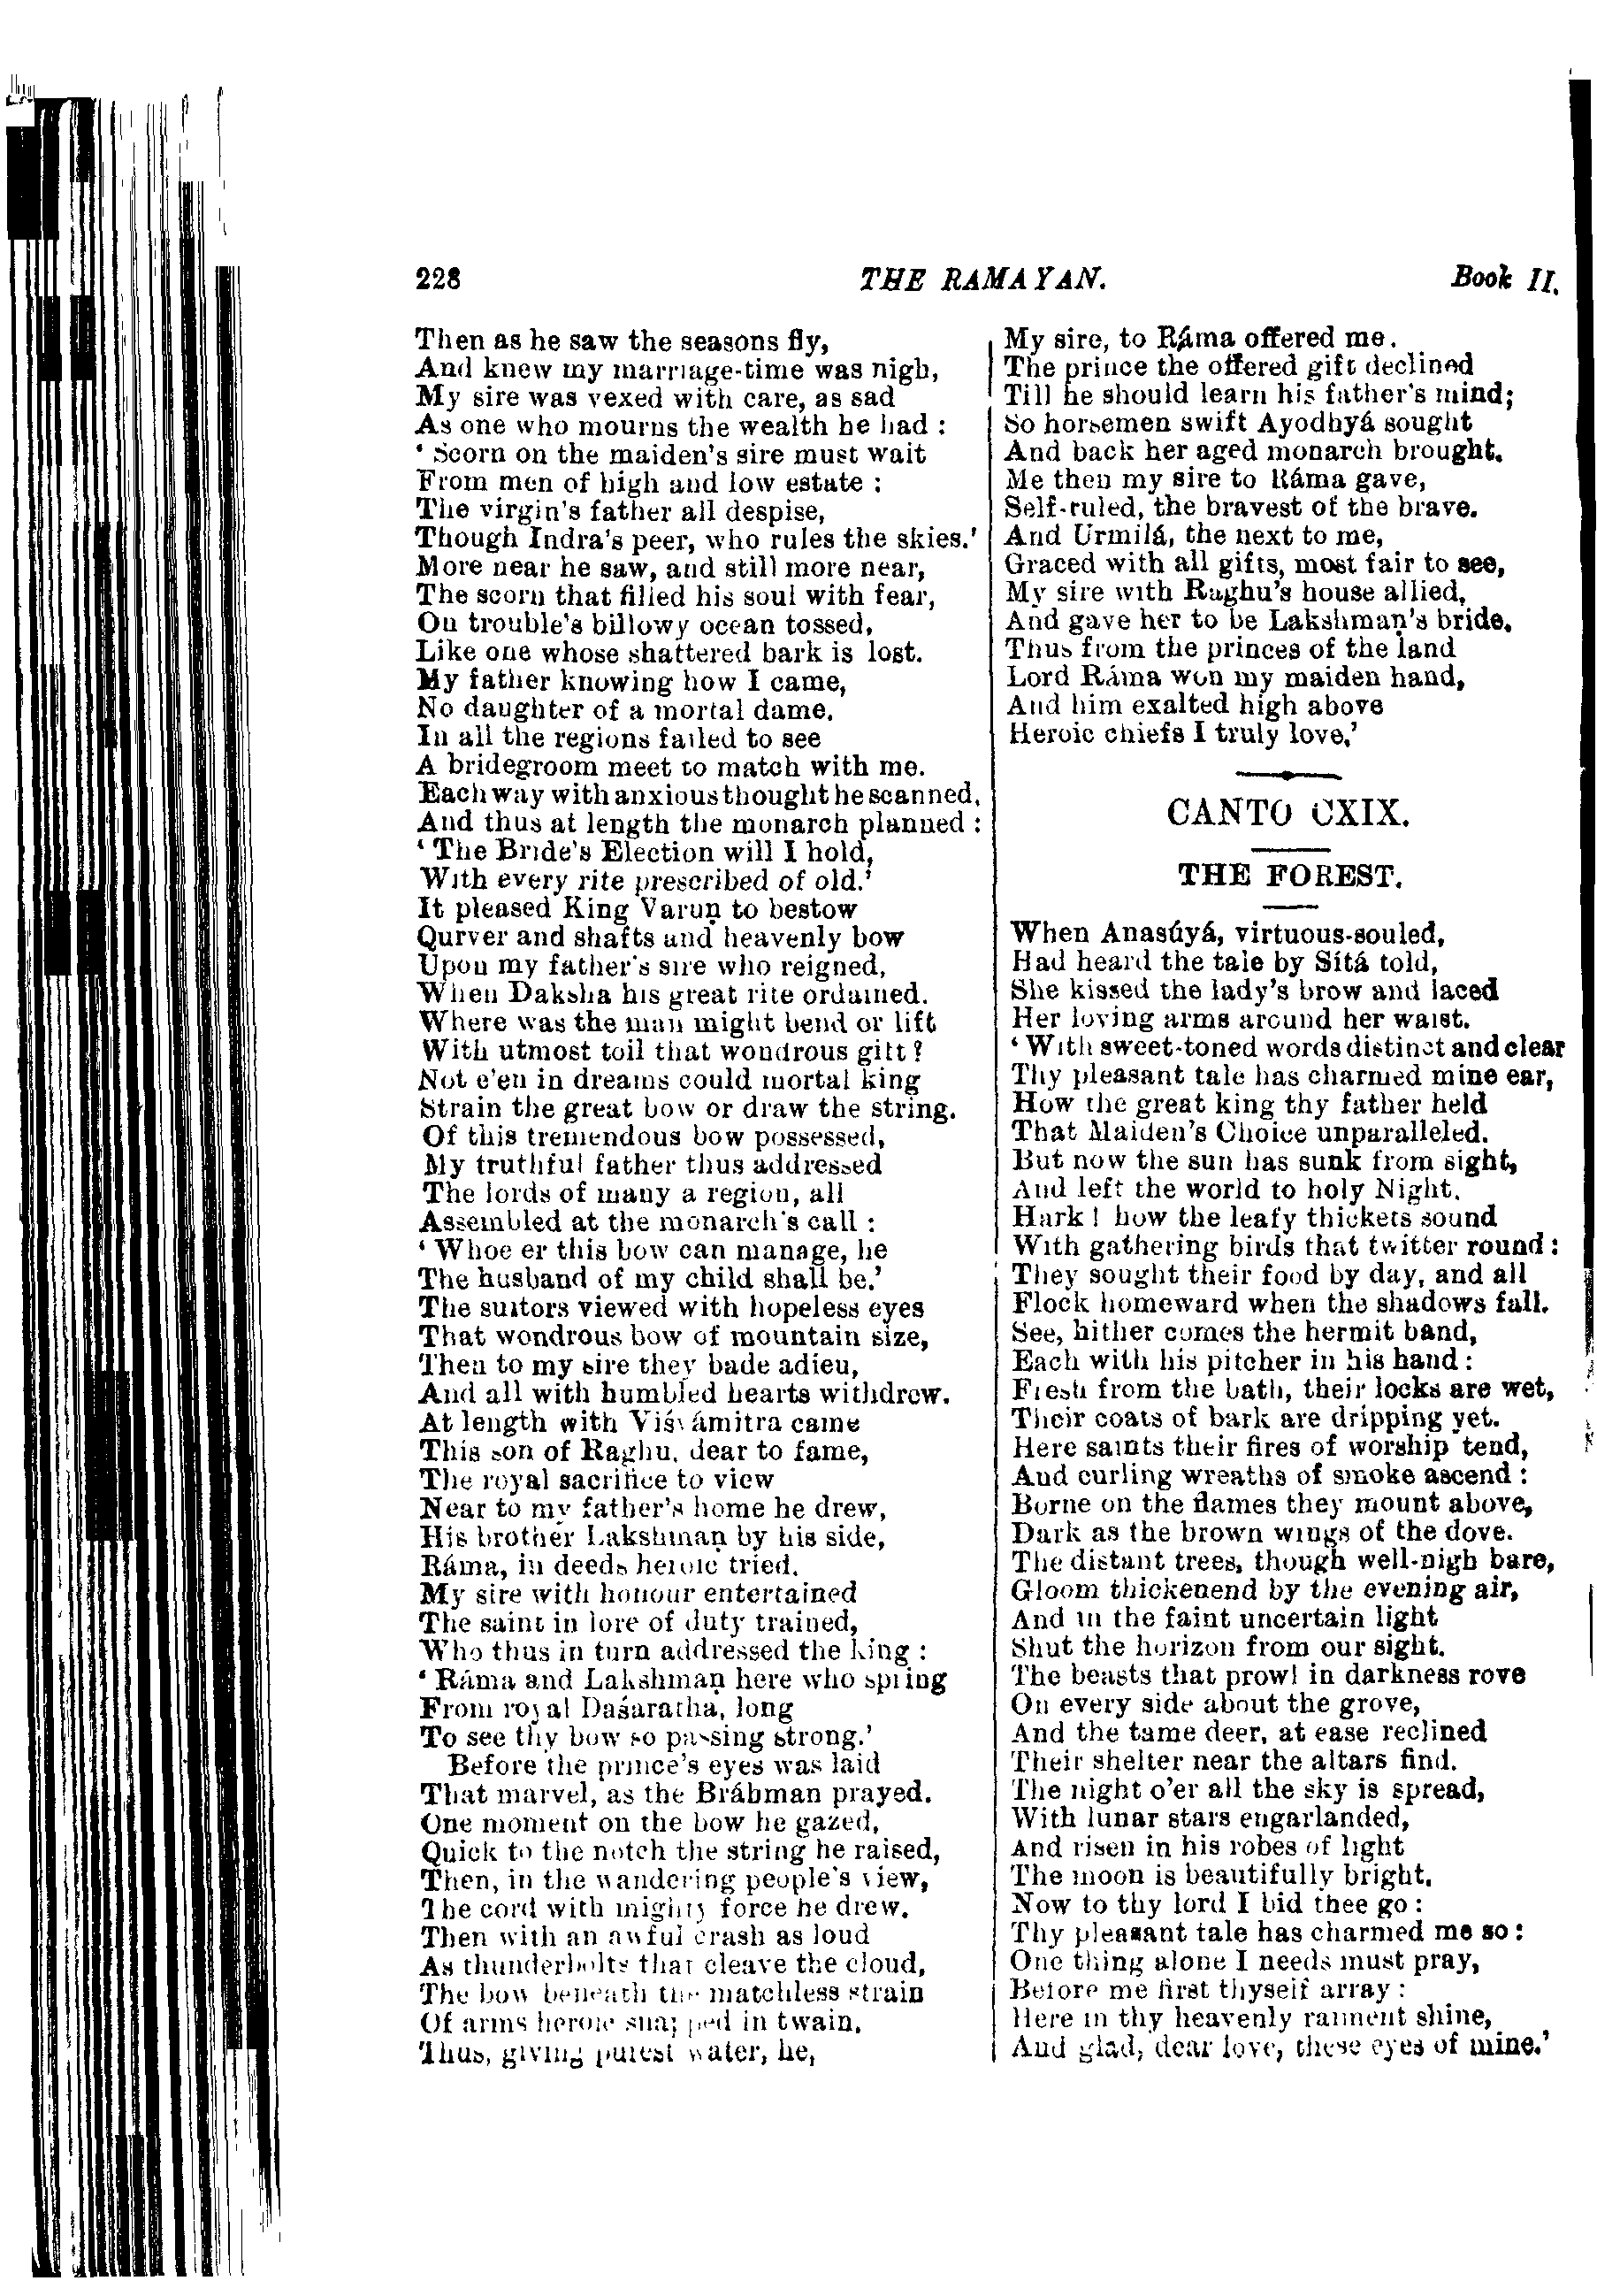 228 THE RAMAYAN. Book II.
Then as he saw the seasons fly,
And knew my marriage-time was nigh,
My sire was vexed with care, as sad
As one who mourns the wealth he had :
‘ Scorn on the maiden's sire must wait
From men of high and low estate :
The virgin's father all despise,
Though Indra's peer, who rules the skies.’
More near he saw, and still more near,
The scorn that filled his soul with fear,
On trouble's billowy ocean tossed,
Like one whose shattered bark is lost.
My father knowing how I came,
No daughter of a mortal dame,
In all the regions failed to see
A bridegroom meet to match with me.
Each way with anxious thought he scanned,
And thus at length the monarch planned :
‘ The Bride's Election will I hold,
With every rite prescribed of old.’
It pleased King Varuṇ to bestow
Qurver and shafts and heavenly bow
Upon my father's sire who reigned,
When Daksha his great rite ordained.
Where was the man might bend or lift
With utmost toil that wondrous gift ?
Not e'en in dreams could mortal king
Strain the great bow or draw the string.
Of this tremendous bow possessed,
My truthful father thus addressed
The lords of many a region, all
Assembled at the monarch's call :
‘ Whoe er this bow can manage, he
The husband of my child shall be.’
The suitors viewed with hopeless eyes
That wondrous bow of mountain size,
Then to my sire they bade adieu,
And all with humbled hearts withdrew.
At length with Viśvámitra came
This son of Raghu, dear to fame,
The royal sacrifice to view
Near to my father's home he drew,
His brother Lakshmaṇ by his side,
Ráma, in deeds heroic tried.
My sire with honour entertained
The saint in lore of duty trained,
Who thus in turn addressed the king :
‘ Ráma and Lakshmaṇ here who spring
From royal Daśaratha, long
To see thy bow so passing strong.’
Before the prince's eyes was laid
That marvel, as the Bráhman prayed.
One moment on the bow he gazed,
Quick to the notch the string he raised,
Then, in the wandering people's view,
The cord with mighty force he drew.
Then with an awful crash as loud
As thunderbolts that cleave the cloud,
The bow beneath the matchless strain
Of arms heroic snapped in twain.
Thus, giving purest water, he,
My sire, to Ráma offered me.
The prince the offered gift declined
Till he should learn his father's mind;
So horsemen swift Ayodhyá sought
And back her aged monarch brought.
Me then my sire to Ráma gave,
Self-ruled, the bravest of the brave.
And Urmilá, the next to me,
Graced with all gifts, most fair to see,
My sire with Raghu's house allied,
And gave her to be Lakshmaṇ's bride.
Thus from the princes of the land
Lord Ráma won my maiden hand,
And him exalted high above
Heroic chiefs I truly love.’
CANTO CXIX.
THE FOREST.
When Anasúyá, virtuous-souled,
Had heard the tale by Sítá told,
She kissed the lady's brow and laced
Her loving arms around her waist.
‘ With sweet-toned words distinct and clear
Thy pleasant tale has charmed mine ear,
How the great king thy father held
That Maiden's Choice unparalleled.
But now the sun has sunk from sight,
And left the world to holy Night.
Hark ! how the leafy thickets sound
With gathering birds that twitter round :
They sought their food by day, and all
Flock homeward when the shadows fall.
See, hither comes the hermit band,
Each with his pitcher in his hand :
Fresh from the bath, their locks are wet,
Their coats of bark are dripping yet.
Here saints their fires of worship tend,
And curling wreaths of smoke ascend :
Borne on the flames they mount above,
Dark as the brown wings of the dove.
The distant trees, though well-nigh bare,
Gloom thickenend by the evening air,
And in the faint uncertain light
Shut the horizon from our sight.
The beasts that prowl in darkness rove
On every side about the grove,
And the tame deer, at ease reclined
Their shelter near the altars find.
The night o'er all the sky is spread,
With lunar stars engarlanded,
And risen in his robes of light
The moon is beautifully bright.
Now to thy lord I bid thee go :
Thy pleasant tale has charmed me so :
One thing alone I needs must pray,
Before me first thyself array :
Here in thy heavenly raiment shine,
And glad, dear love, these eyes of mine.’